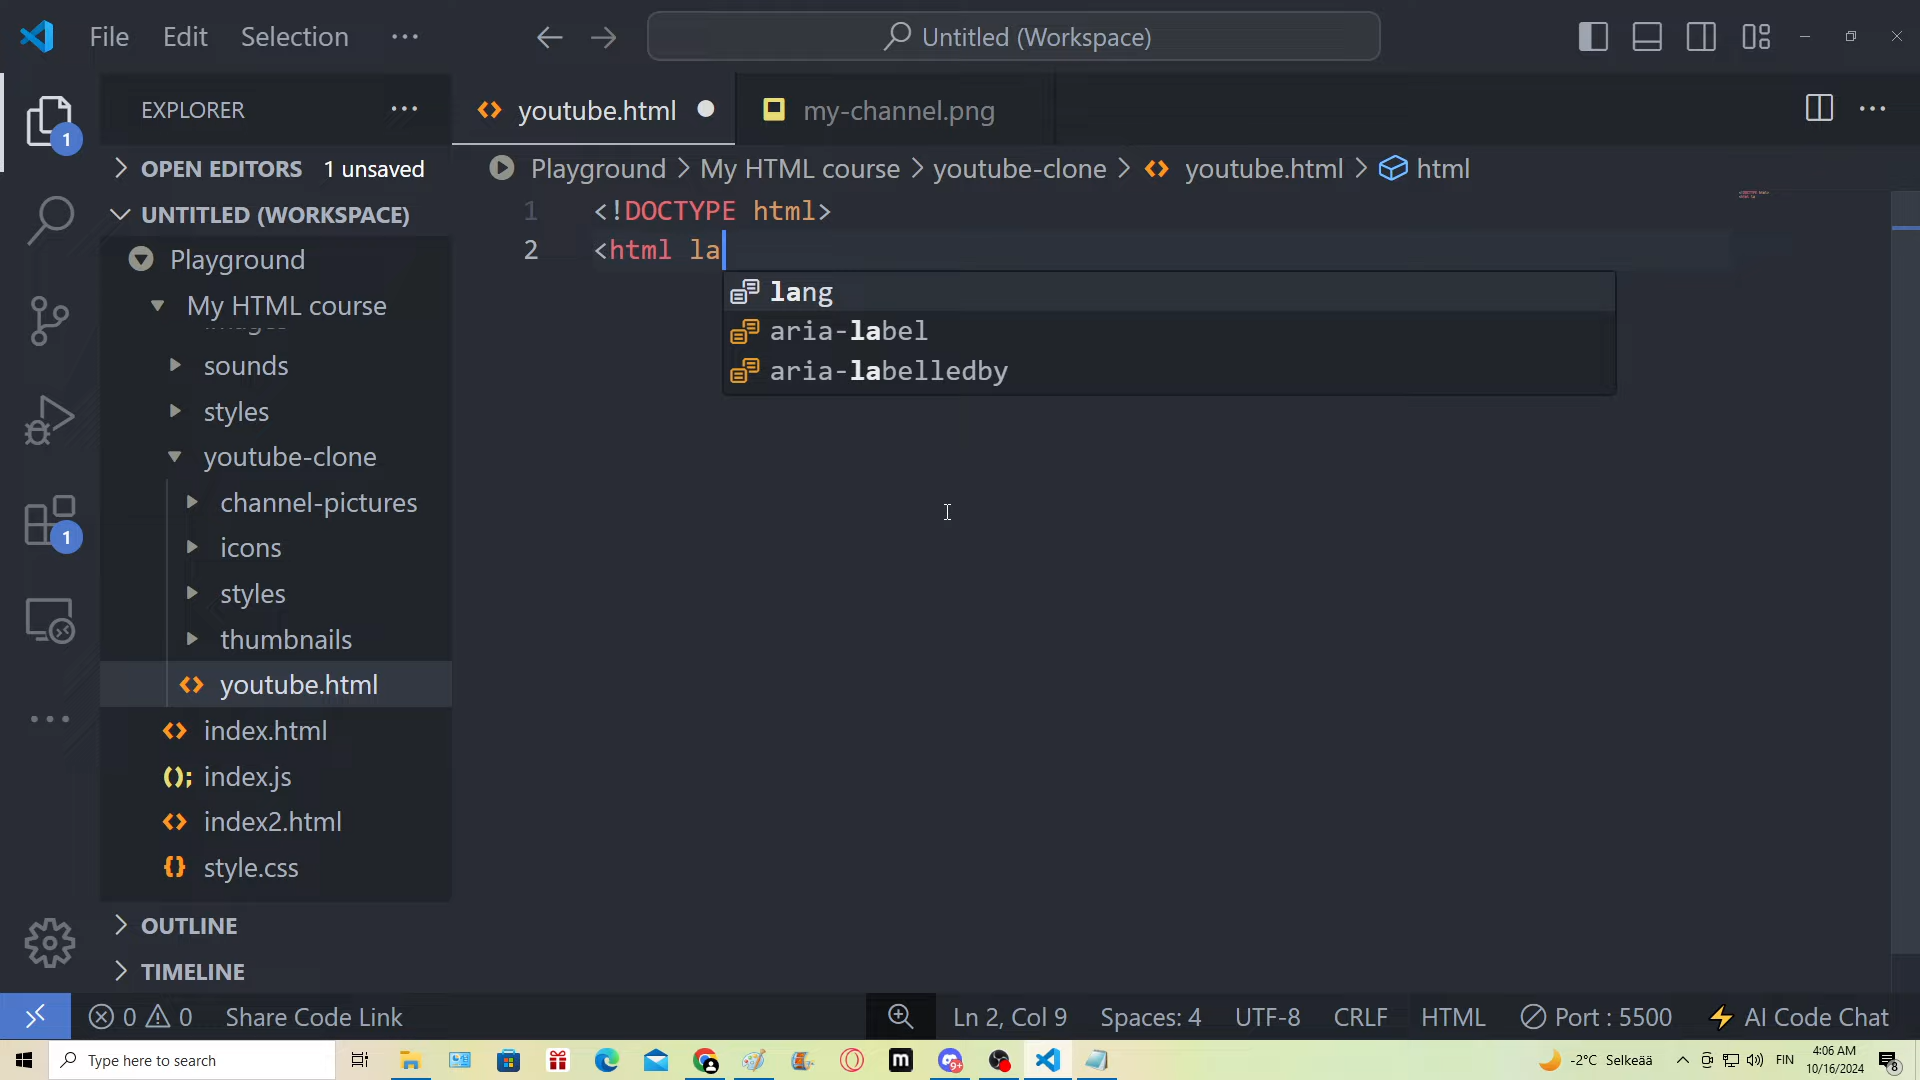 File Edit Selection ···
Untitled (Workspace)
EXPLORER ···
youtube.html
my-channel.png
OPEN EDITORS 1 unsaved
UNTITLED (WORKSPACE)
Playground > My HTML course > youtube-clone > youtube.html > html
1 <!DOCTYPE html>
2 <html la
lang
aria-label
aria-labelledby
Playground
My HTML course
images
sounds
styles
youtube-clone
channel-pictures
icons
styles
thumbnails
youtube.html
index.html
index.js
index2.html
style.css
OUTLINE
TIMELINE
1
1
0 0 Share Code Link
Ln 2, Col 9 Spaces: 4 UTF-8 CRLF HTML Port : 5500 AI Code Chat
Type here to search
m
9+
-2°C Selkeää
FIN
4:06 AM
10/16/2024
8